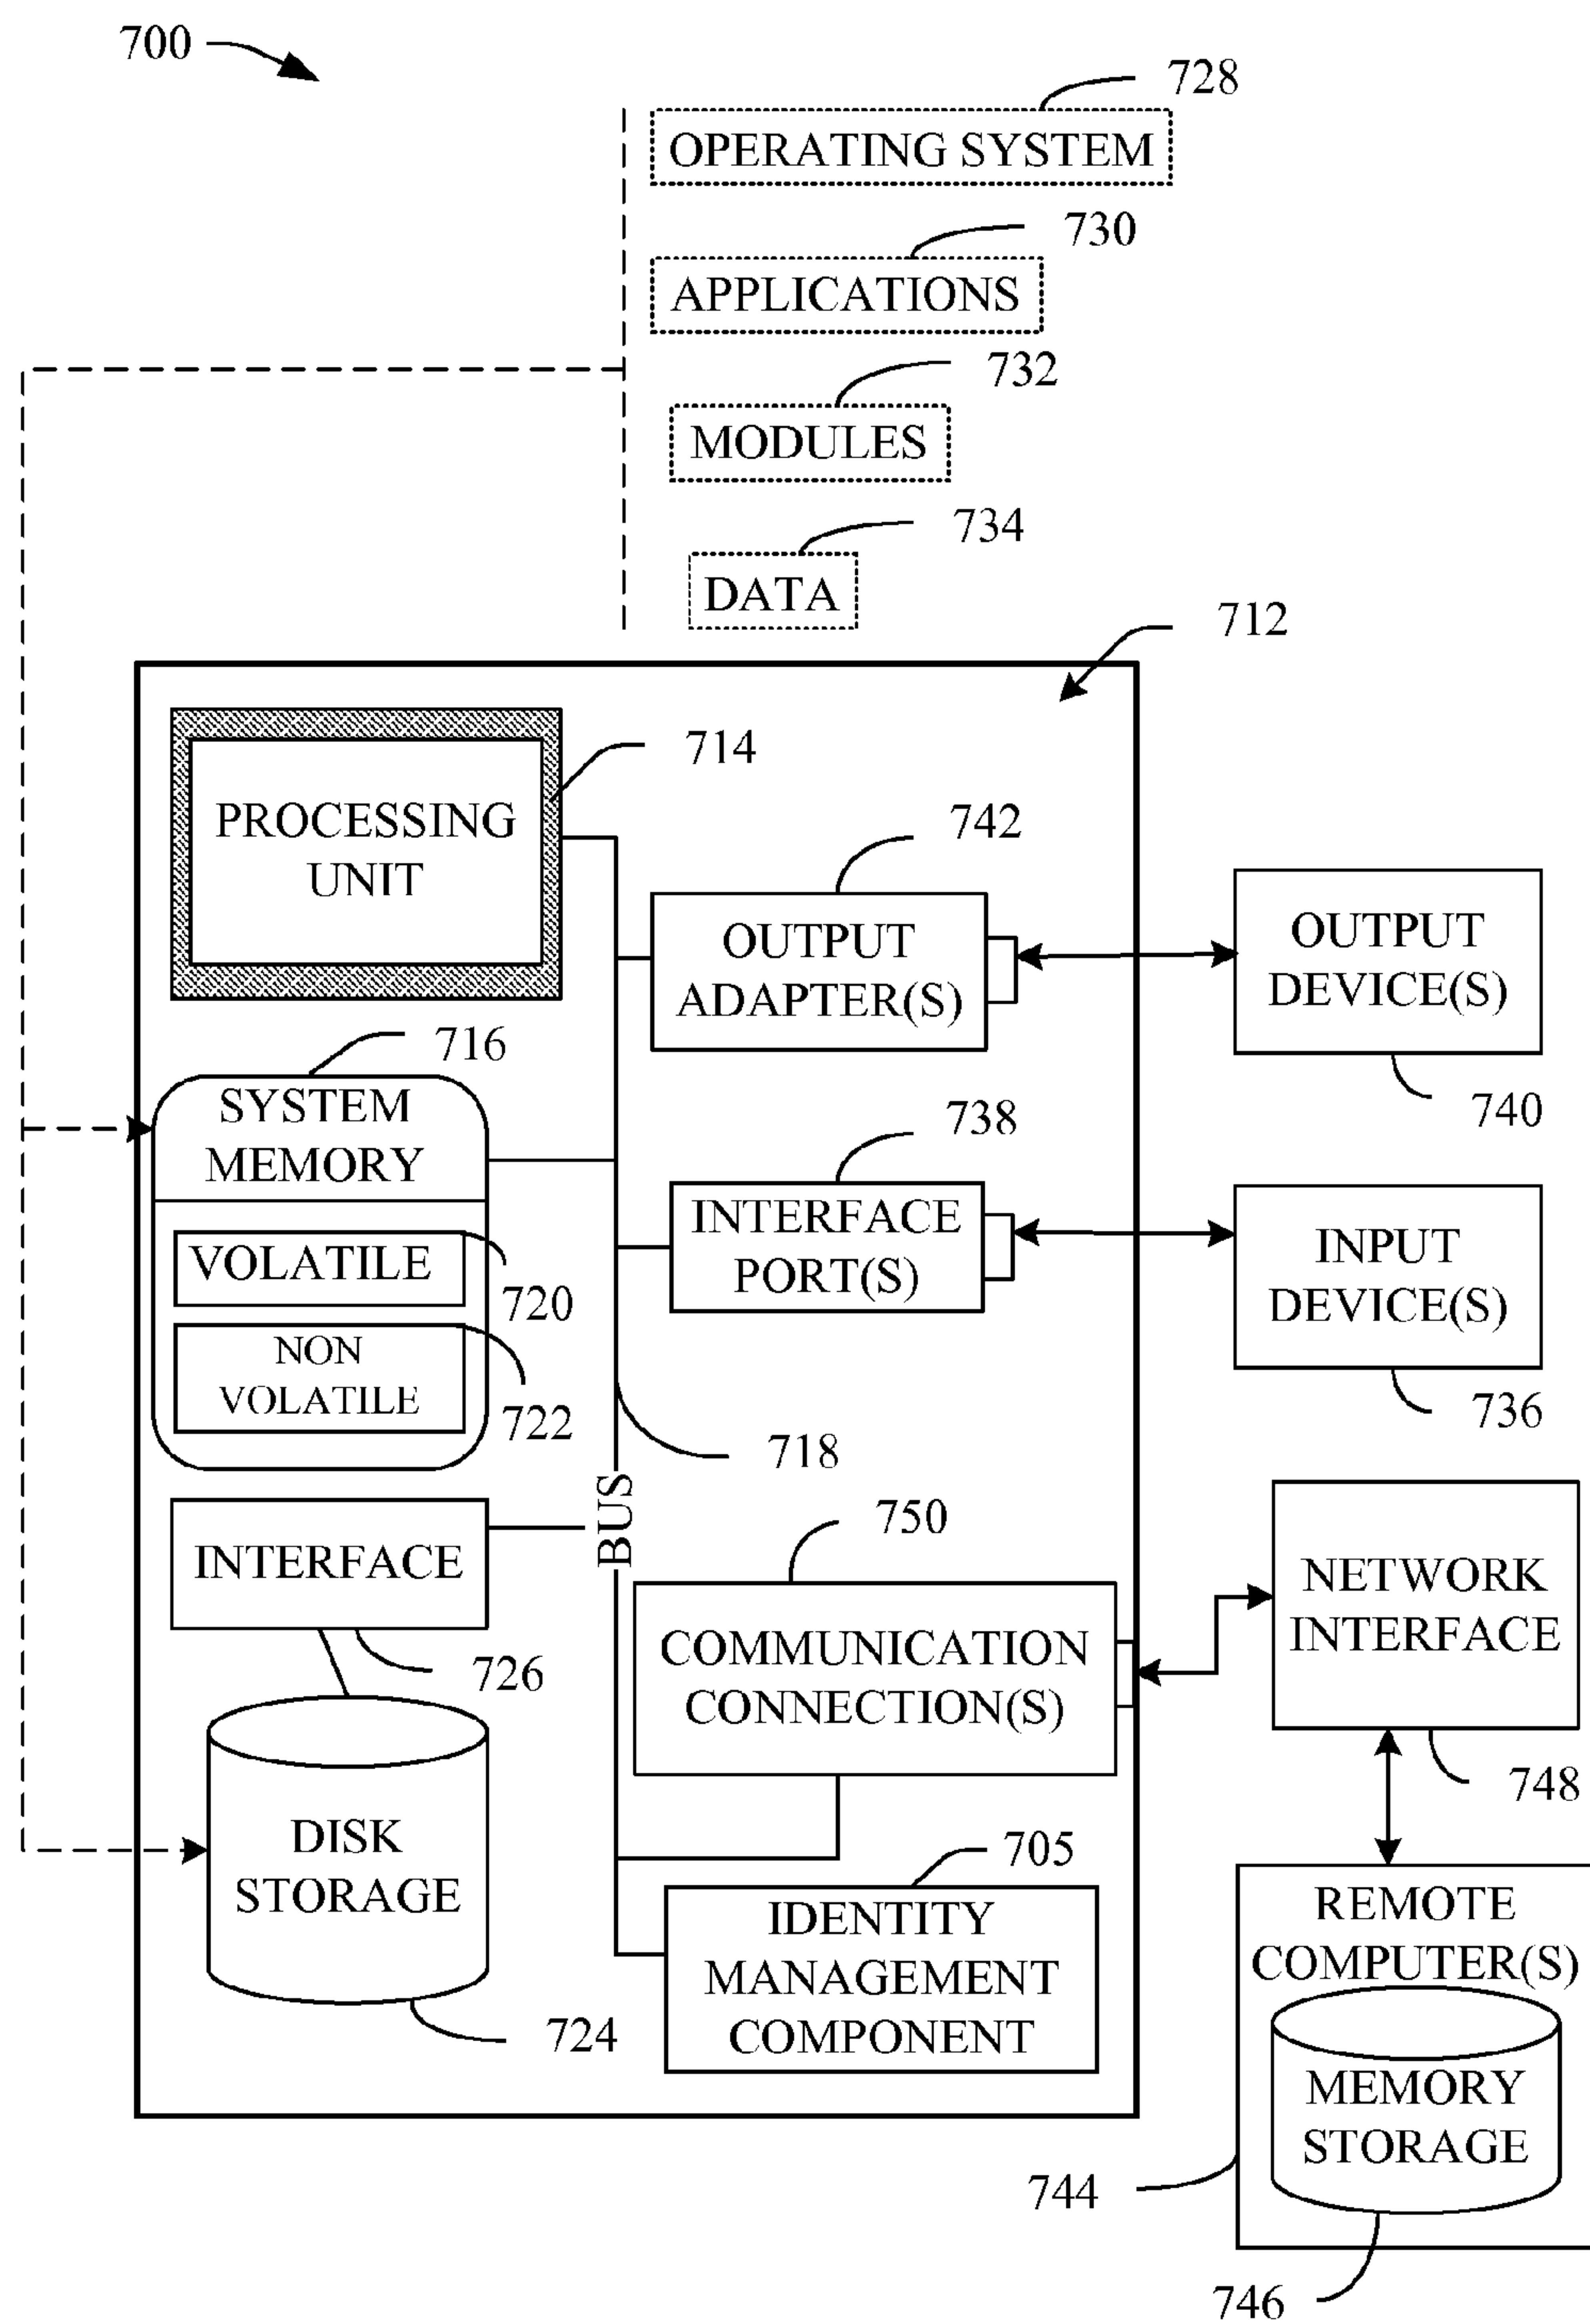 700
728
OPERATING SYSTEM
730
APPLICATIONS
732
MODULES
734
DATA
712
714
PROCESSING
UNIT
742
OUTPUT
ADAPTER(S)
OUTPUT
DEVICE(S)
740
716
SYSTEM
MEMORY
738
INTERFACE
PORT(S)
INPUT
DEVICE(S)
736
VOLATILE
720
NON
VOLATILE
722
718
BUS
INTERFACE
726
750
COMMUNICATION
CONNECTION(S)
NETWORK
INTERFACE
748
DISK
STORAGE
724
705
IDENTITY
MANAGEMENT
COMPONENT
REMOTE
COMPUTER(S)
MEMORY
STORAGE
744
746